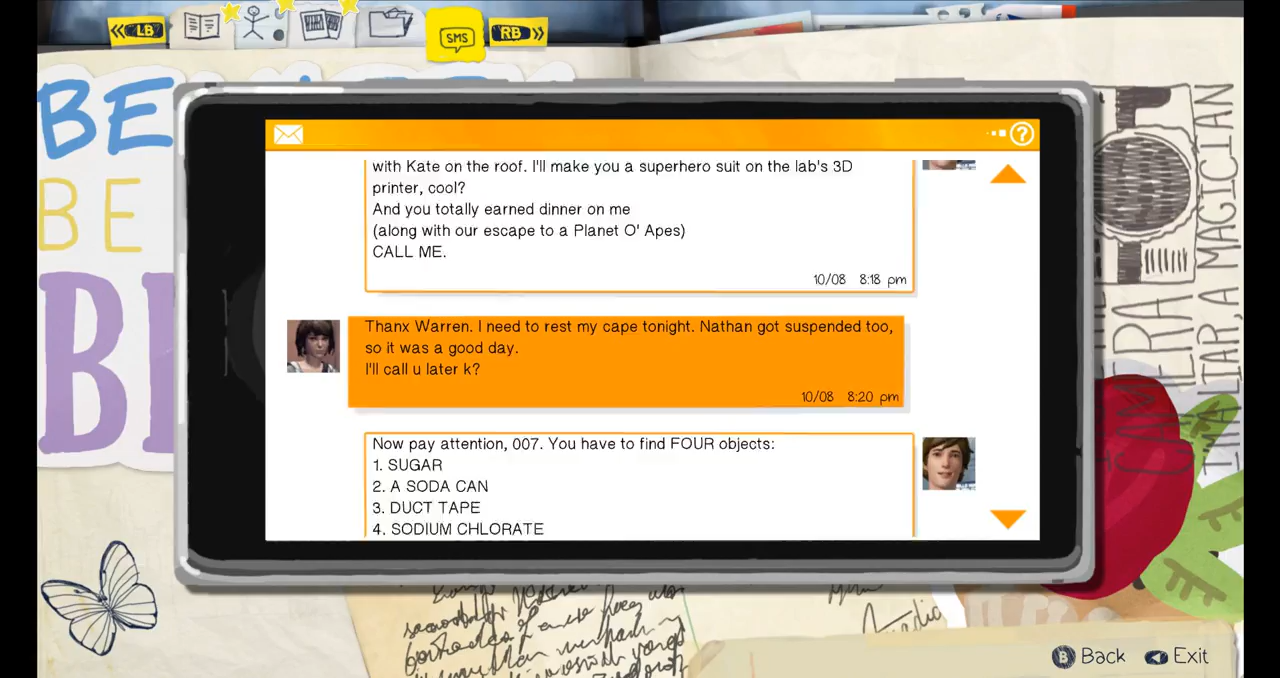 LB
SMS
RB
BE
BE
with Kate on the roof. I'll make you a superhero suit on the lab's 3D
printer, cool?
And you totally earned dinner on me
(along with our escape to a Planet O' Apes)
CALL ME.
10/08 8:18 pm
Thanx Warren. I need to rest my cape tonight. Nathan got suspended too,
so it was a good day.
I'll call u later k?
10/08 8:20 pm
Now pay attention, 007. You have to find FOUR objects:
1. SUGAR
2. A SODA CAN
3. DUCT TAPE
4. SODIUM CHLORATE
CAMERA
LIAR, A MAGICIAN
B Back
Exit